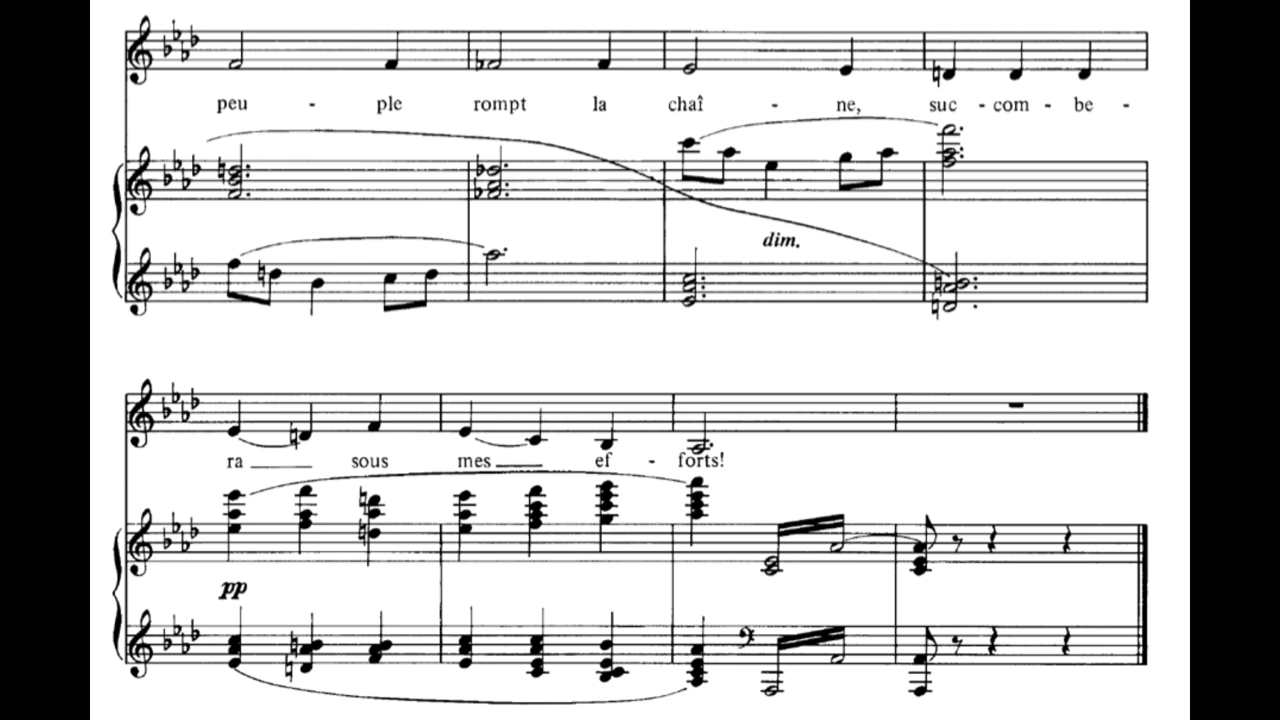 peu - ple rompt la chaî - ne, suc - com - be -
dim.
ra sous mes ef - forts!
pp